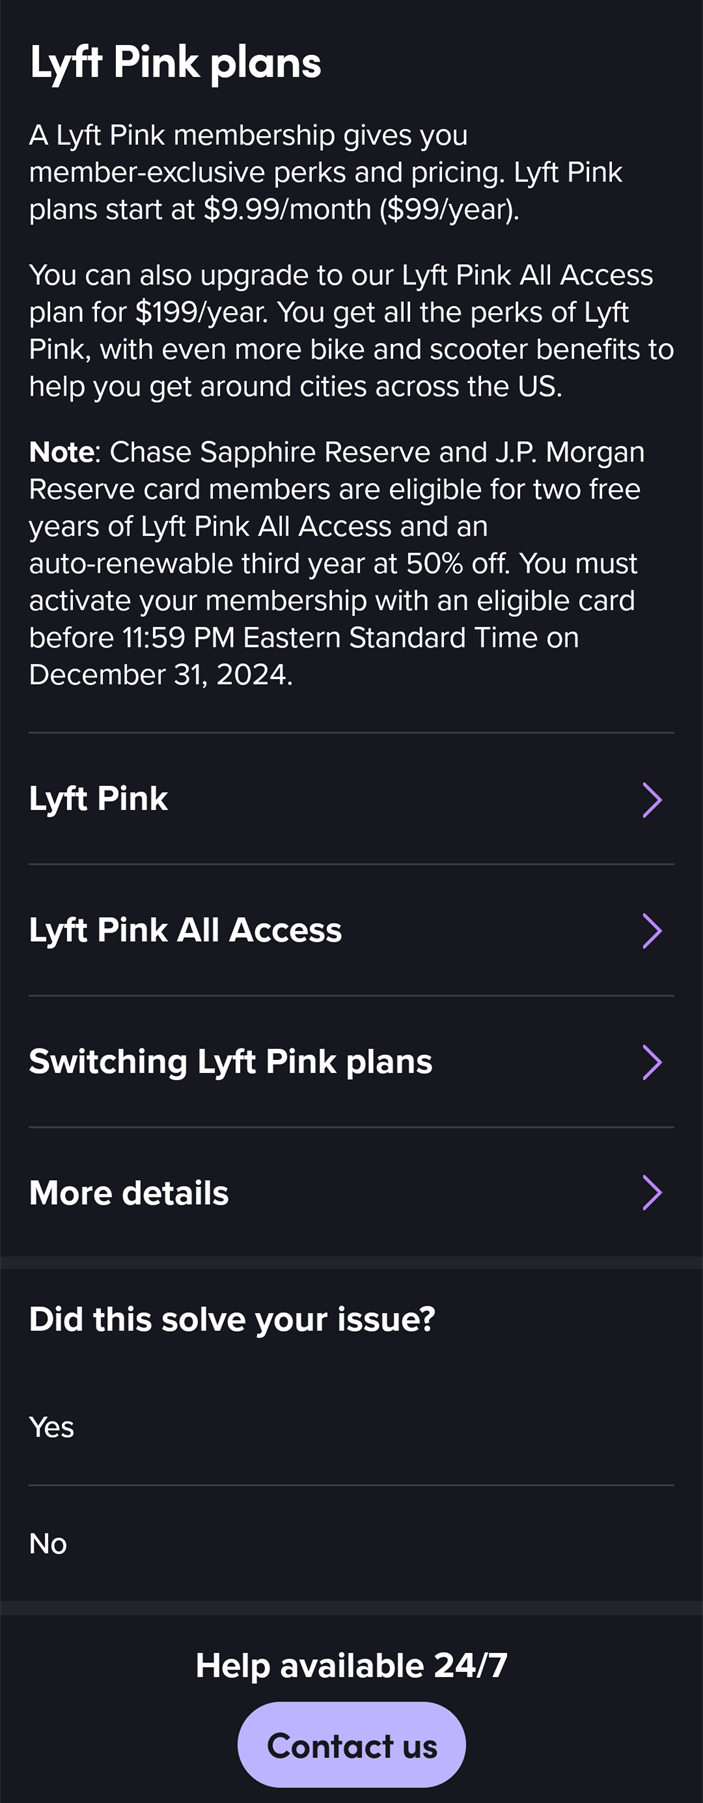 Lyft Pink plans
A Lyft Pink membership gives you
member-exclusive perks and pricing. Lyft Pink
plans start at $9.99/month ($99/year).
You can also upgrade to our Lyft Pink All Access
plan for $199/year. You get all the perks of Lyft
Pink, with even more bike and scooter benefits to
help you get around cities across the US.
Note: Chase Sapphire Reserve and J.P. Morgan
Reserve card members are eligible for two free
years of Lyft Pink All Access and an
auto-renewable third year at 50% off. You must
activate your membership with an eligible card
before 11:59 PM Eastern Standard Time on
December 31, 2024.
Lyft Pink
Lyft Pink All Access
Switching Lyft Pink plans
More details
Did this solve your issue?
Yes
No
Help available 24/7
Contact us